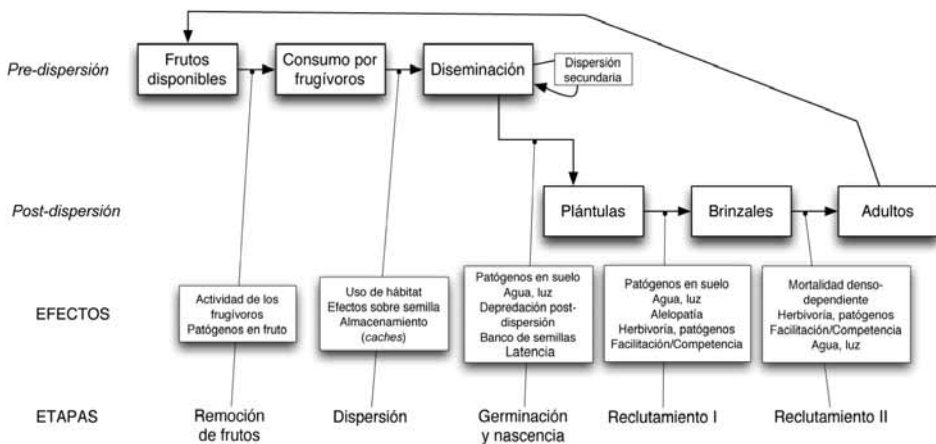 Pre-dispersión
Frutos
disponibles
Consumo por
frugívoros
Diseminación
Dispersión
secundaria
Post-dispersión
Plántulas
Brinzales
Adultos
EFECTOS
Actividad de los
frugívoros
Patógenos en fruto
Uso de hábitat
Efectos sobre semilla
Almacenamiento
(caches)
Patógenos en suelo
Agua, luz
Depredación post-
dispersión
Banco de semillas
Latencia
Patógenos en suelo
Agua, luz
Alelopatía
Herbivoría, patógenos
Facilitación/Competencia
Mortalidad denso-
dependiente
Herbivoría, patógenos
Facilitación/Competencia
Agua, luz
ETAPAS
Remoción
de frutos
Dispersión
Germinación
y nascencia
Reclutamiento I
Reclutamiento II